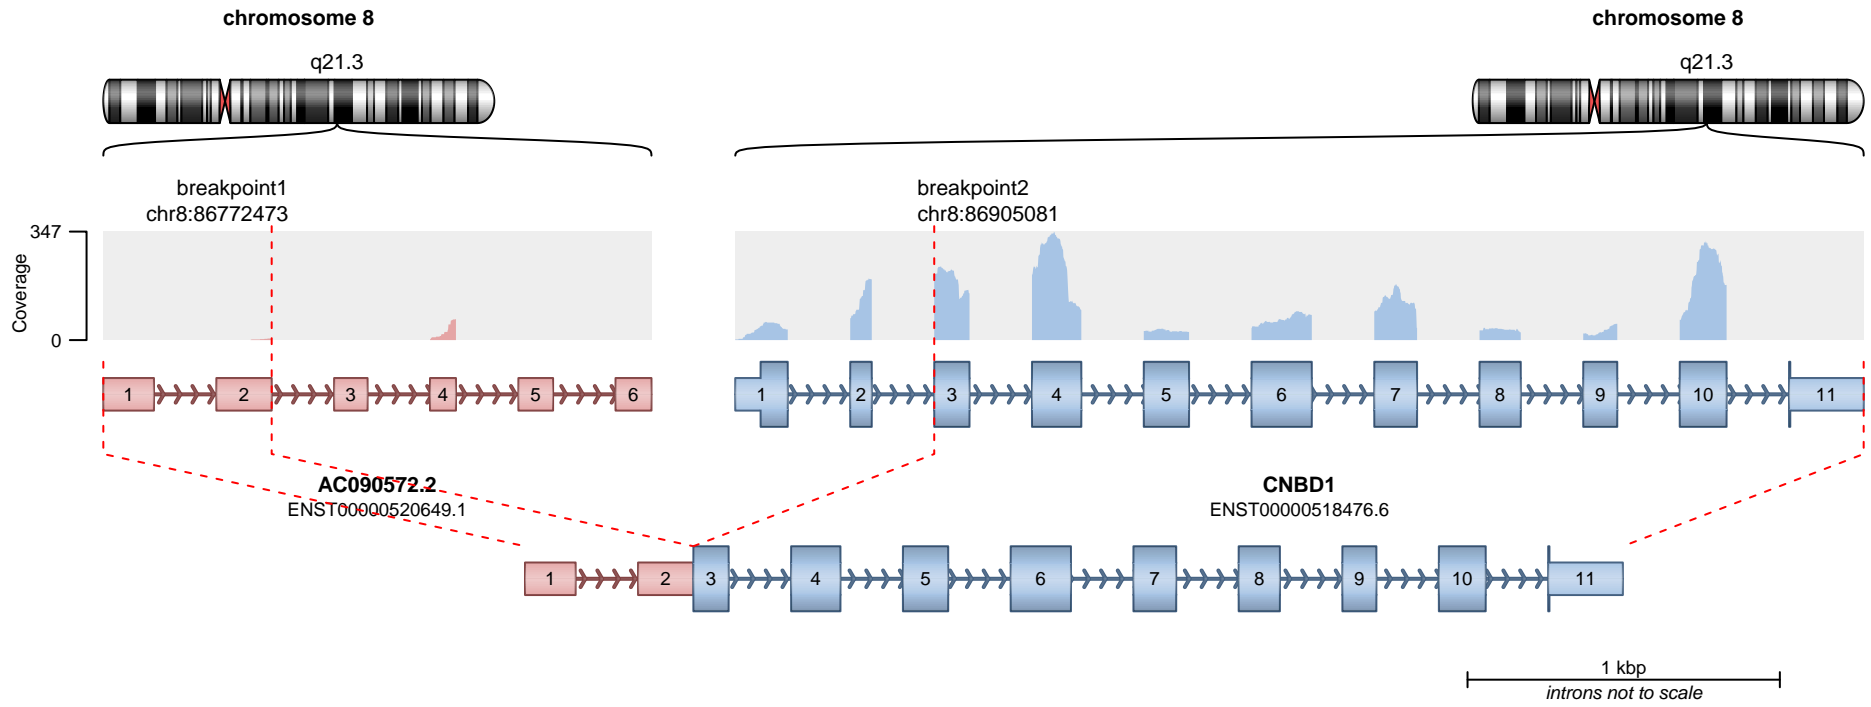 chromosome 8
chromosome 8
q21.3
q21.3
breakpoint1
chr8:86772473
breakpoint2
chr8:86905081
347
Coverage
0
1 2 3 4 5 6
1 2 3 4 5 6 7 8 9 10 11
AC090572.2
ENST00000520649.1
CNBD1
ENST00000518476.6
1 2 3 4 5 6 7 8 9 10 11
1 kbp
introns not to scale